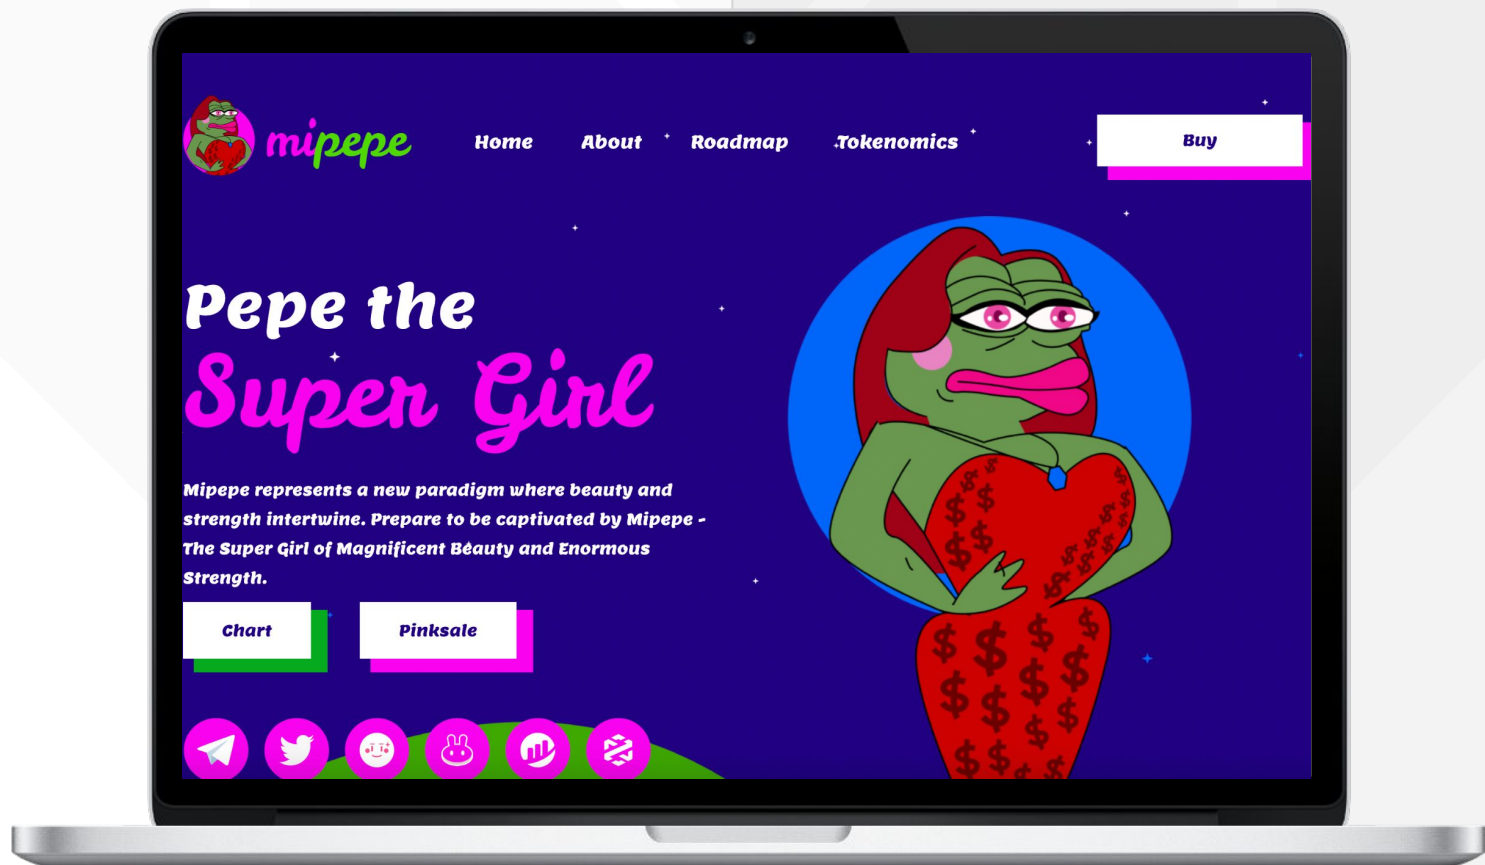 mipepe
Home
About
Roadmap
Tokenomics
Buy
Pepe the
Super Girl
Mipepe represents a new paradigm where beauty and
strength intertwine. Prepare to be captivated by Mipepe -
The Super Girl of Magnificent Beauty and Enormous
Strength.
Chart
Pinksale